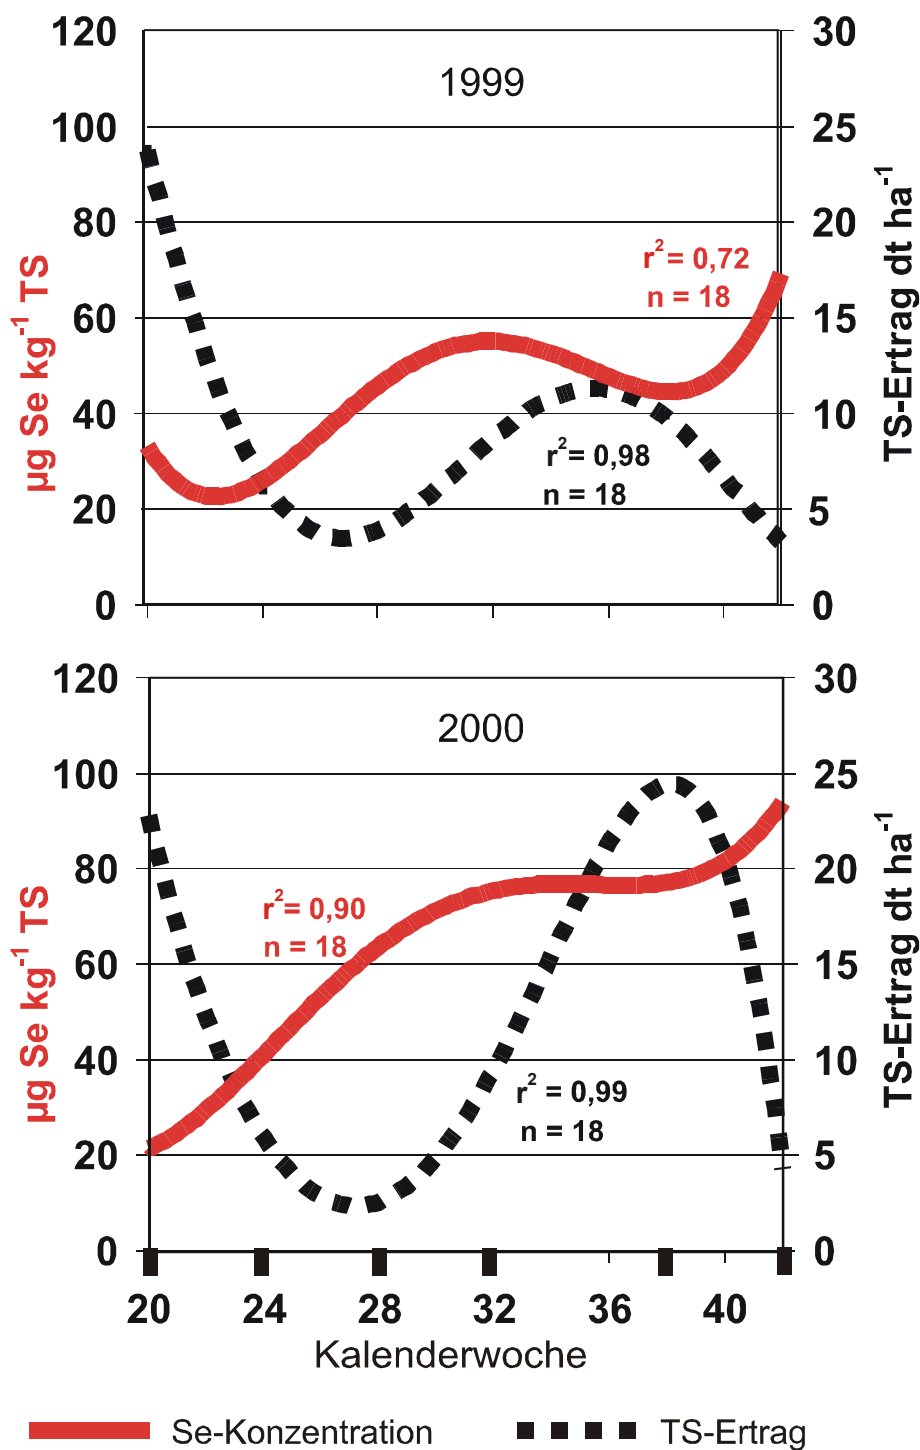 120
100
80
60
40
20
0
µg Se kg-1 TS
1999
r2= 0,72
n = 18
r2= 0,98
n = 18
30
25
20
15
10
5
0
TS-Ertrag dt ha-1
120
100
80
60
40
20
0
µg Se kg-1 TS
2000
r2= 0,90
n = 18
r2 = 0,99
n = 18
30
25
20
15
10
5
0
TS-Ertrag dt ha-1
20 24 28 32 36 40
Kalenderwoche
Se-Konzentration TS-Ertrag